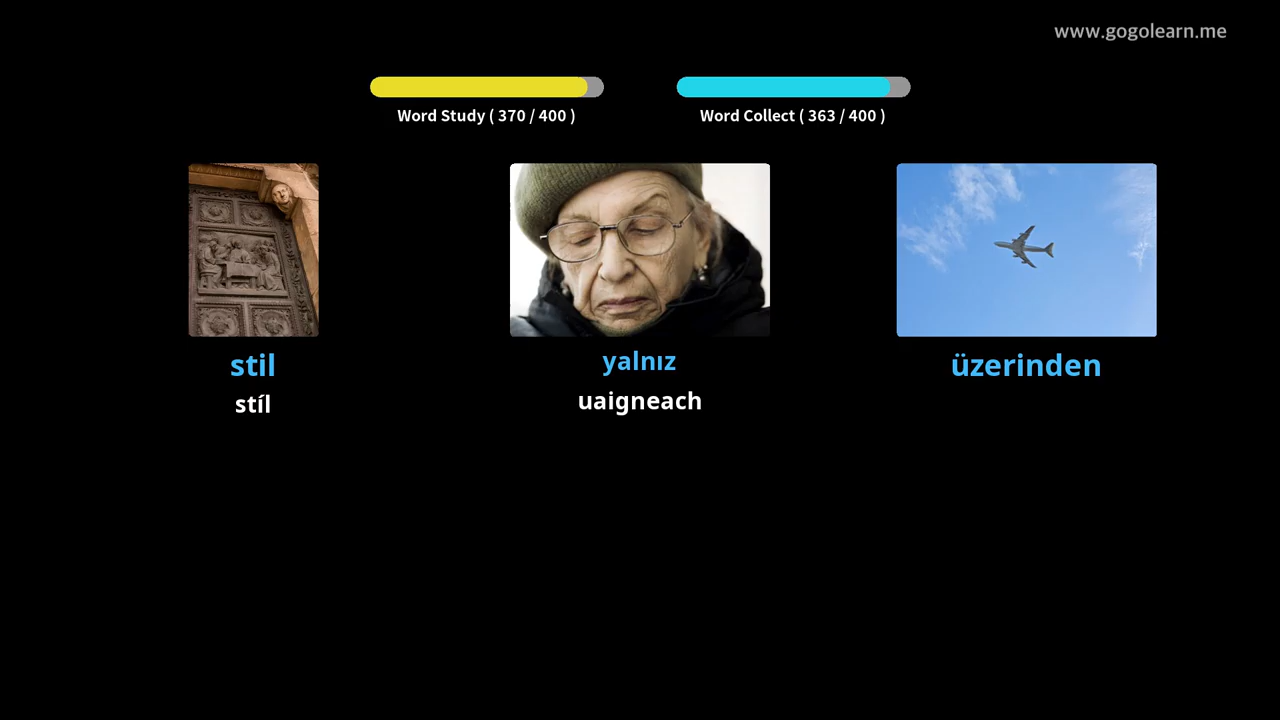 www.gogolearn.me
Word Study ( 370 / 400 )
Word Collect ( 363 / 400 )
stil
stíl
yalnız
uaigneach
üzerinden